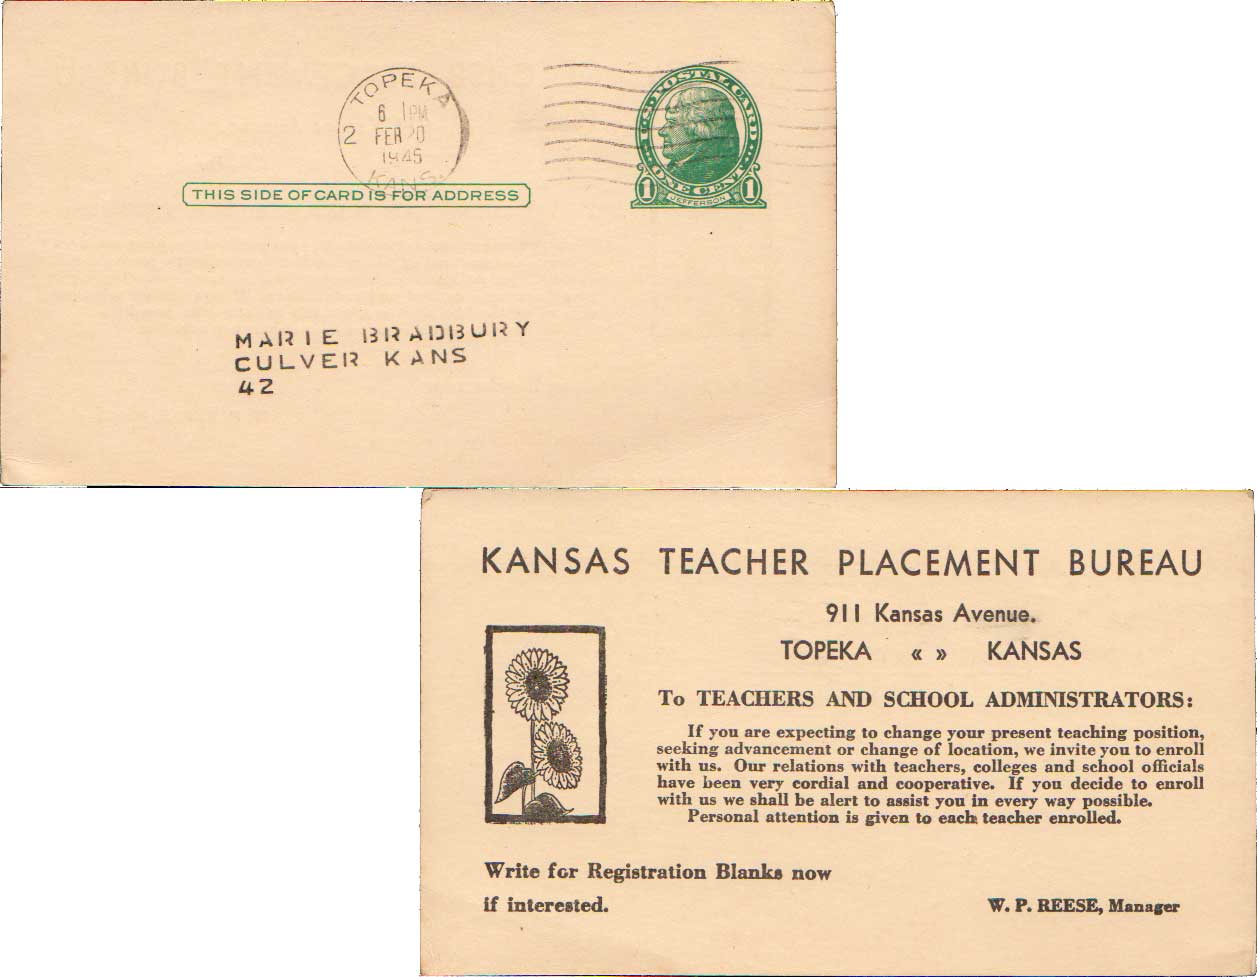 TOPEKA
6 1PM
2 FEB 20
1945
KANS.
U.S. POSTAL CARD
ONE CENT
1 1
JEFFERSON
THIS SIDE OF CARD IS FOR ADDRESS
MARIE BRADBURY
CULVER KANS
42
KANSAS TEACHER PLACEMENT BUREAU
911 Kansas Avenue.
TOPEKA « » KANSAS
To TEACHERS AND SCHOOL ADMINISTRATORS:
If you are expecting to change your present teaching position,
seeking advancement or change of location, we invite you to enroll
with us. Our relations with teachers, colleges and school officials
have been very cordial and cooperative. If you decide to enroll
with us we shall be alert to assist you in every way possible.
Personal attention is given to each teacher enrolled.
Write for Registration Blanks now
if interested.
W. P. REESE, Manager